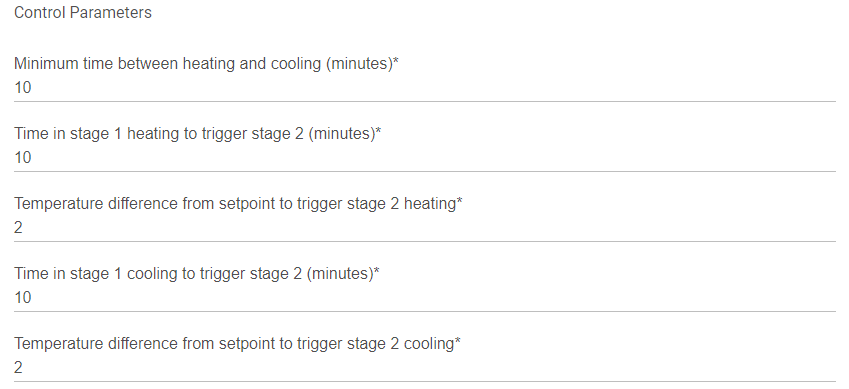 Control Parameters
Minimum time between heating and cooling (minutes)*
10
Time in stage 1 heating to trigger stage 2 (minutes)*
10
Temperature difference from setpoint to trigger stage 2 heating*
2
Time in stage 1 cooling to trigger stage 2 (minutes)*
10
Temperature difference from setpoint to trigger stage 2 cooling*
2